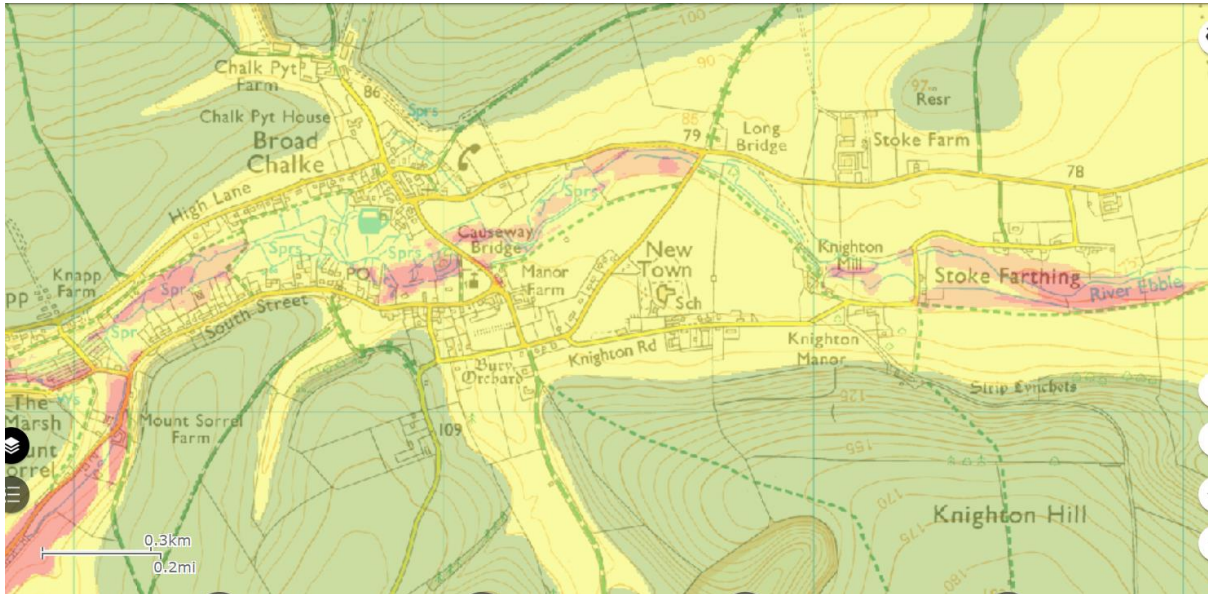 100
90
Chalk Pyt
Farm
86
Sprs
97
Resr
Chalk Pyt House
Broad
Chalke
85
79
Long
Bridge
Stoke Farm
78
High Lane
Sprs
Causeway
Bridge
Sprs
New
Town
Sch
Knighton
Mill
Stoke Farthing
River Ebble
Knapp
Farm
Spr
PO
Manor
Farm
South Street
Spr
Knighton Rd
Knighton
Manor
Bury
Orchard
Strip Lynchets
125
The
Marsh
Mount Sorrel
Farm
109
155
170
175
Knighton Hill
180
0.3km
0.2mi